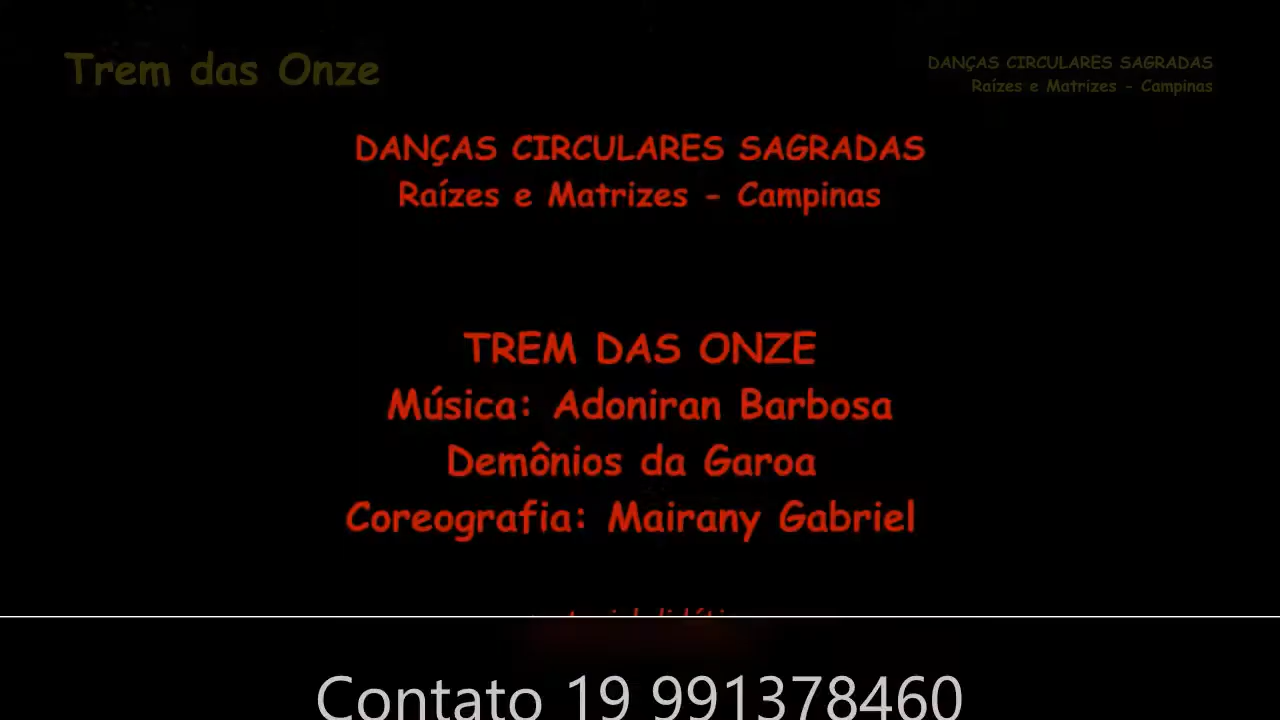 Trem das Onze
DANÇAS CIRCULARES SAGRADAS
Raízes e Matrizes - Campinas
DANÇAS CIRCULARES SAGRADAS
Raízes e Matrizes - Campinas
TREM DAS ONZE
Música: Adoniran Barbosa
Demônios da Garoa
Coreografia: Mairany Gabriel
Contato 19 991378460